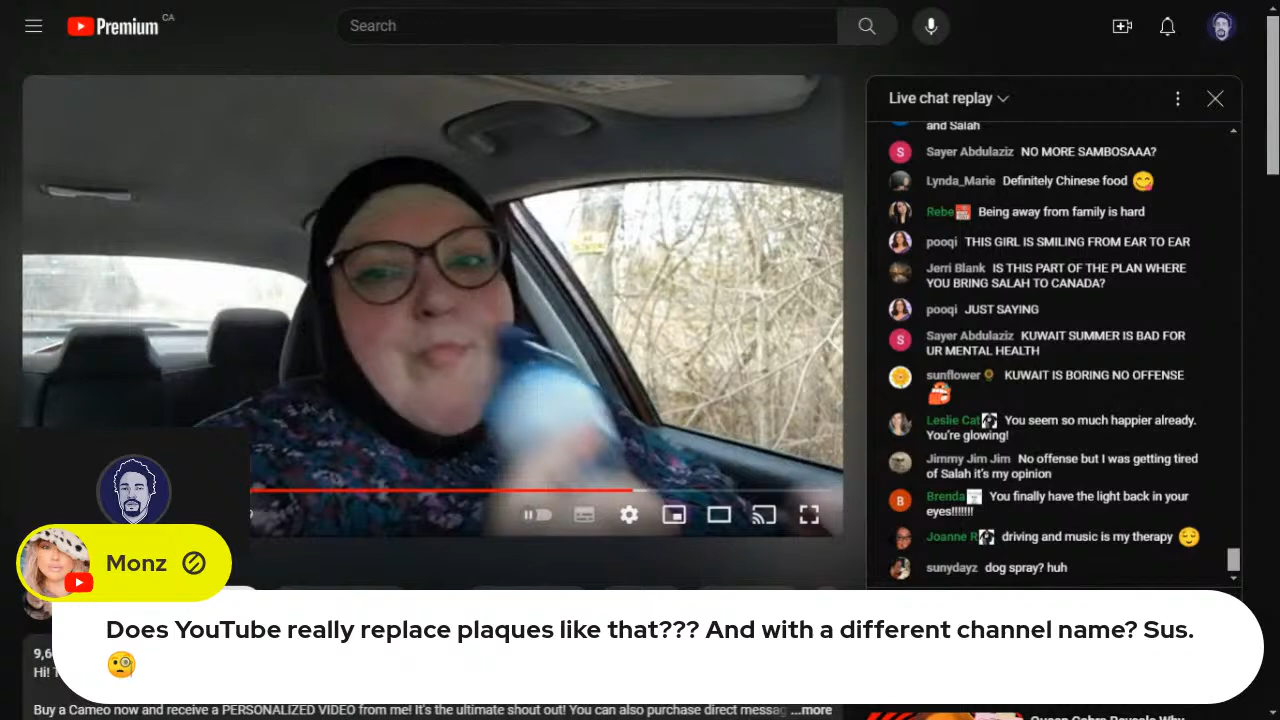 Premium CA
Search
Live chat replay
and Salah
S Sayer Abdulaziz NO MORE SAMBOSAAA?
Lynda_Marie Definitely Chinese food 😋
Rebe Being away from family is hard
pooqi THIS GIRL IS SMILING FROM EAR TO EAR
Jerri Blank IS THIS PART OF THE PLAN WHERE
YOU BRING SALAH TO CANADA?
pooqi JUST SAYING
S Sayer Abdulaziz KUWAIT SUMMER IS BAD FOR
UR MENTAL HEALTH
sunflower🌻 KUWAIT IS BORING NO OFFENSE
Leslie Cat You seem so much happier already.
You're glowing!
Jimmy Jim Jim No offense but I was getting tired
of Salah it's my opinion
B Brenda You finally have the light back in your
eyes!!!!!!!
Joanne R driving and music is my therapy 😌
sunydayz dog spray? huh
Monz
Does YouTube really replace plaques like that??? And with a different channel name? Sus.
🧐
9,6
Hi!
Buy a Cameo now and receive a PERSONALIZED VIDEO from me! It's the ultimate shout out! You can also purchase direct messag ...more